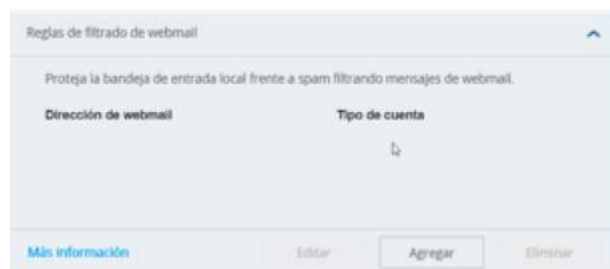 Reglas de filtrado de webmail
Proteja la bandeja de entrada local frente a spam filtrando mensajes de webmail.
Dirección de webmail Tipo de cuenta
Más información Editar Agregar Eliminar